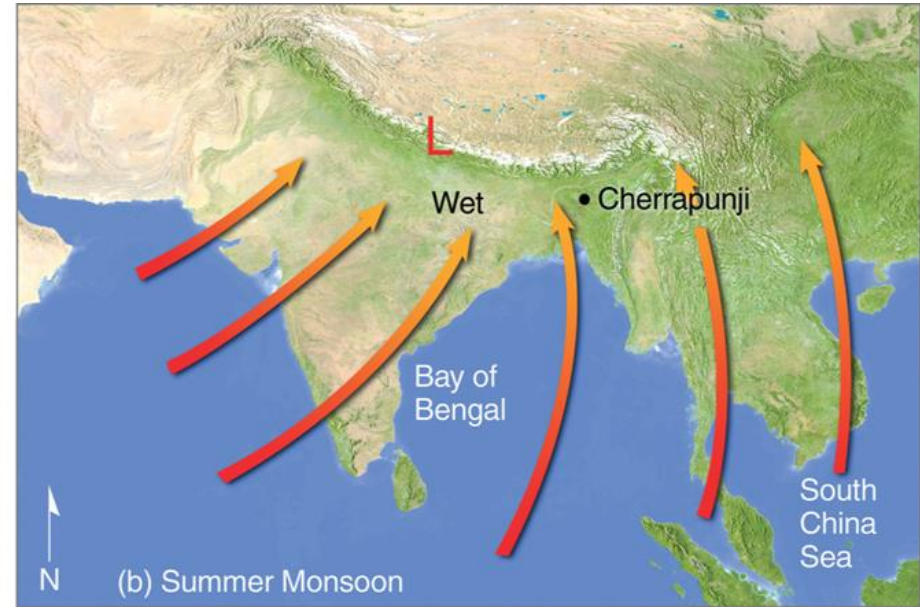 L
Wet
Cherrapunji
Bay of
Bengal
South
China
Sea
N
(b) Summer Monsoon